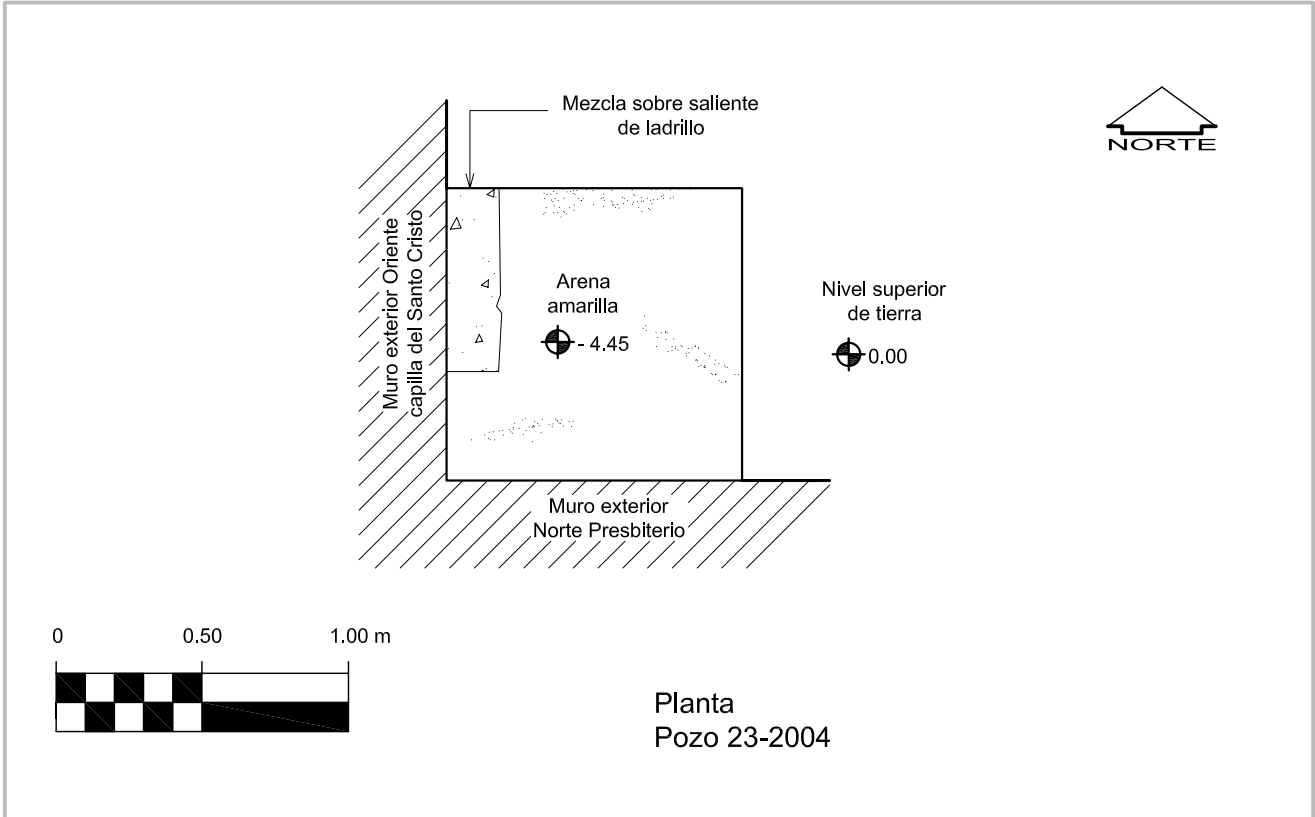 Mezcla sobre saliente
de ladrillo
NORTE
Muro exterior Oriente
capilla del Santo Cristo
Arena
amarilla
- 4.45
Nivel superior
de tierra
0.00
Muro exterior
Norte Presbiterio
0 0.50 1.00 m
Planta
Pozo 23-2004